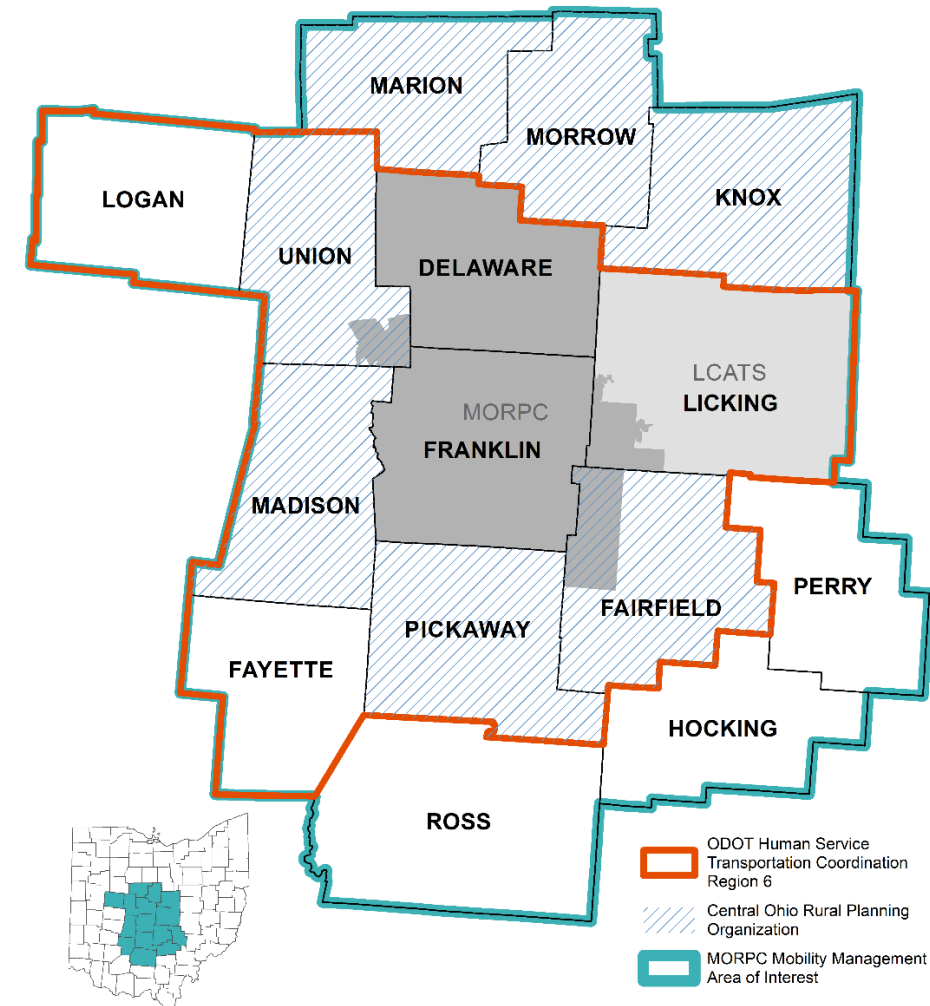 MARION
MORROW
LOGAN
KNOX
UNION
DELAWARE
LCATS
LICKING
MORPC
FRANKLIN
MADISON
PERRY
FAIRFIELD
PICKAWAY
FAYETTE
HOCKING
ROSS
ODOT Human Service
Transportation Coordination
Region 6
Central Ohio Rural Planning
Organization
MORPC Mobility Management
Area of Interest